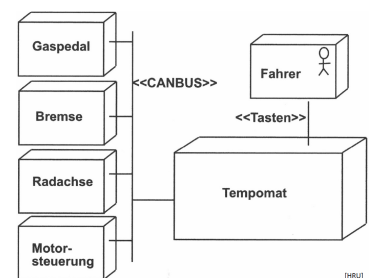 Gaspedal
<<CANBUS>>
Fahrer
Bremse
<<Tasten>>
Radachse
Tempomat
Motor-
steuerung
[HRU]